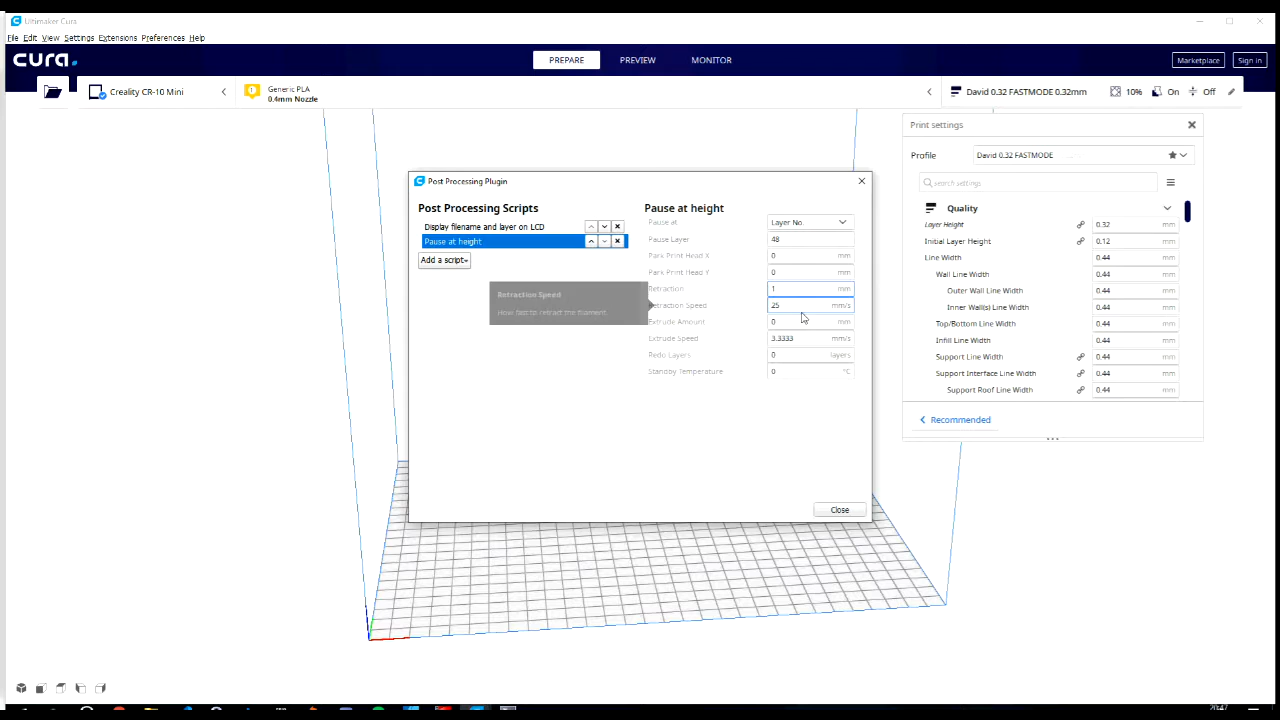 Ultimaker Cura
File Edit View Settings Extensions Preferences Help
cura.
PREPARE
PREVIEW
MONITOR
Marketplace
Sign in
Creality CR-10 Mini
Generic PLA
0.4mm Nozzle
David 0.32 FASTMODE 0.32mm
10%
On
Off
Print settings
Profile
David 0.32 FASTMODE
search settings
Quality
Layer Height 0.32 mm
Initial Layer Height 0.12 mm
Line Width 0.44 mm
Wall Line Width 0.44 mm
Outer Wall Line Width 0.44 mm
Inner Wall(s) Line Width 0.44 mm
Top/Bottom Line Width 0.44 mm
Infill Line Width 0.44 mm
Support Line Width 0.44 mm
Support Interface Line Width 0.44 mm
Support Roof Line Width 0.44 mm
Recommended
Post Processing Plugin
Post Processing Scripts
Display filename and layer on LCD
Pause at height
Add a script
Pause at height
Pause at Layer No.
Pause Layer 48
Park Print Head X 0 mm
Park Print Head Y 0 mm
Retraction 1 mm
etraction Speed 25 mm/s
Extrude Amount 0 mm
Extrude Speed 3.3333 mm/s
Redo Layers 0 layers
Standby Temperature 0 °C
Retraction Speed
How fast to retract the filament.
Close
20:47